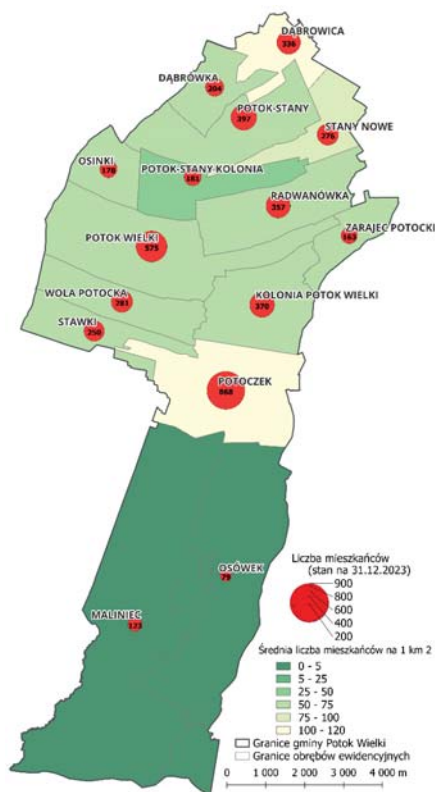 DĄBROWICA
336
DĄBRÓWKA
204
POTOK-STANY
397
STANY NOWE
276
OSINKI
178
POTOK-STANY-KOLONIA
181
RADWANÓWKA
357
ZARAJEC POTOCKI
163
POTOK WIELKI
575
WOLA POTOCKA
281
KOLONIA POTOK WIELKI
370
STAWKI
250
POTOCZEK
868
OSÓWEK
79
MALINIEC
123
Liczba mieszkańców
(stan na 31.12.2023)
900
800
600
400
200
Średnia liczba mieszkańców na 1 km 2
0 - 5
5 - 25
25 - 50
50 - 75
75 - 100
100 - 120
Granice gminy Potok Wielki
Granice obrębów ewidencyjnych
0 1 000 2 000 3 000 4 000 m